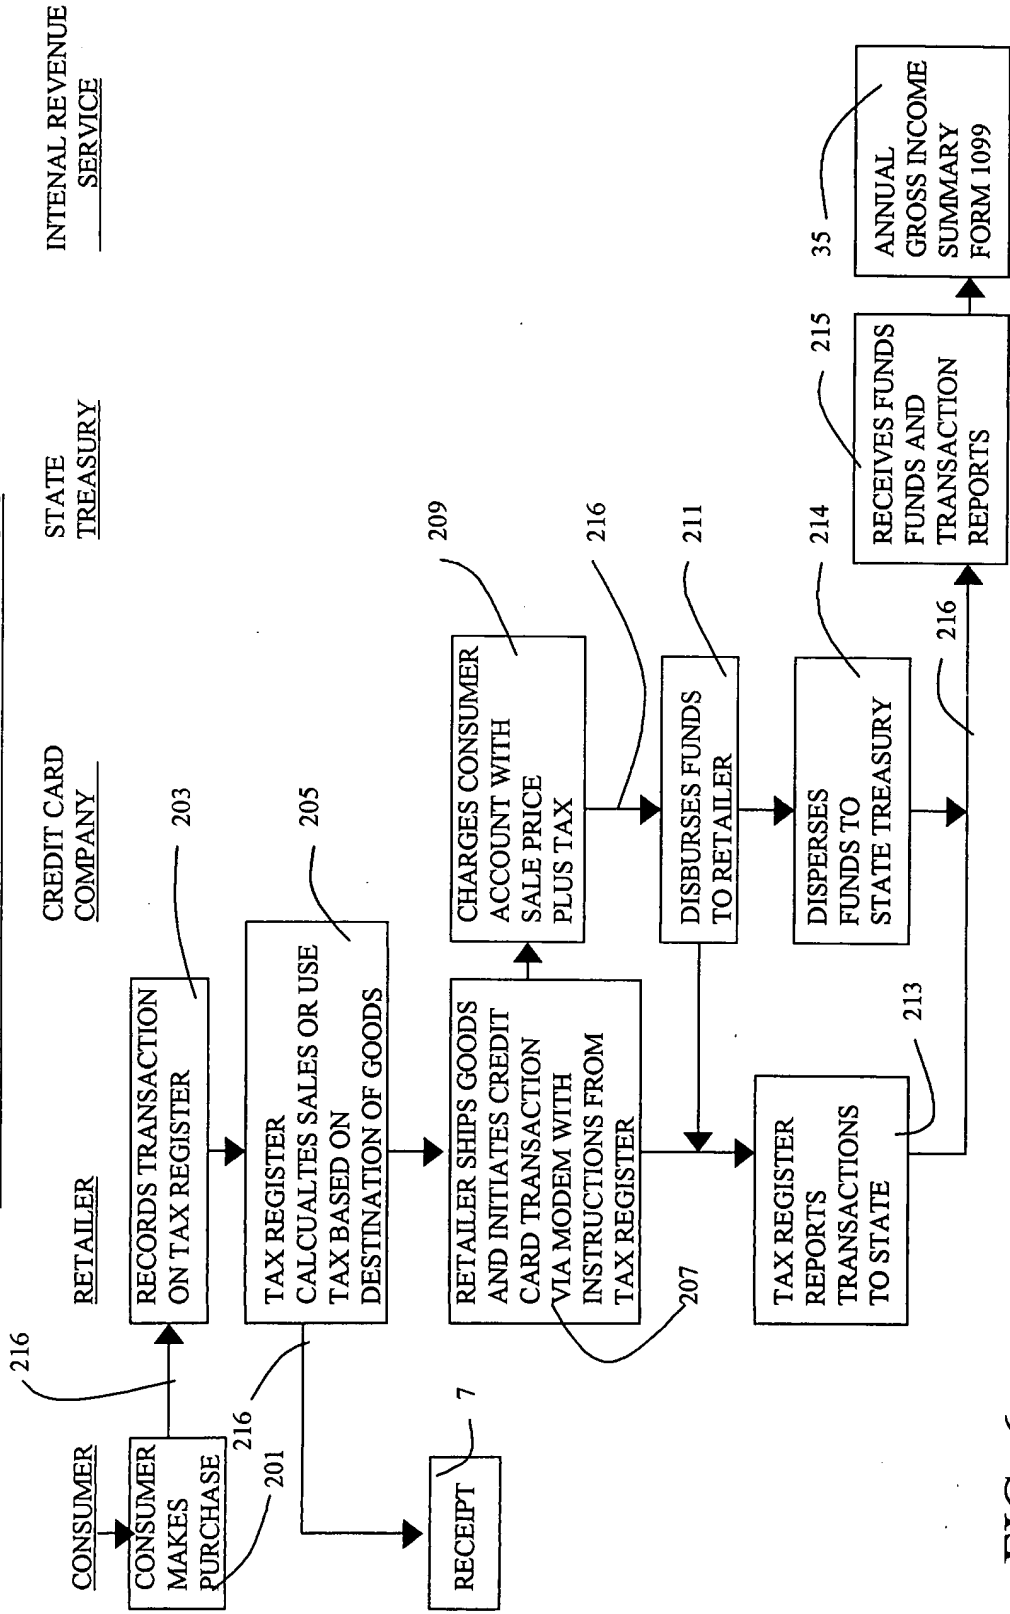 CONSUMER
RETAILER
CREDIT CARD
COMPANY
STATE
TREASURY
INTENAL REVENUE
SERVICE
216
CONSUMER
MAKES
PURCHASE
201
RECORDS TRANSACTION
ON TAX REGISTER
203
TAX REGISTER
CALCUALTES SALES OR USE
TAX BASED ON
DESTINATION OF GOODS
205
216
RECEIPT
7
RETAILER SHIPS GOODS
AND INITIATES CREDIT
CARD TRANSACTION
VIA MODEM WITH
INSTRUCTIONS FROM
TAX REGISTER
207
CHARGES CONSUMER
ACCOUNT WITH
SALE PRICE
PLUS TAX
209
216
DISBURSES FUNDS
TO RETAILER
211
TAX REGISTER
REPORTS
TRANSACTIONS
TO STATE
213
DISPERSES
FUNDS TO
STATE TREASURY
214
216
RECEIVES FUNDS
FUNDS AND
TRANSACTION
REPORTS
215
ANNUAL
GROSS INCOME
SUMMARY
FORM 1099
35